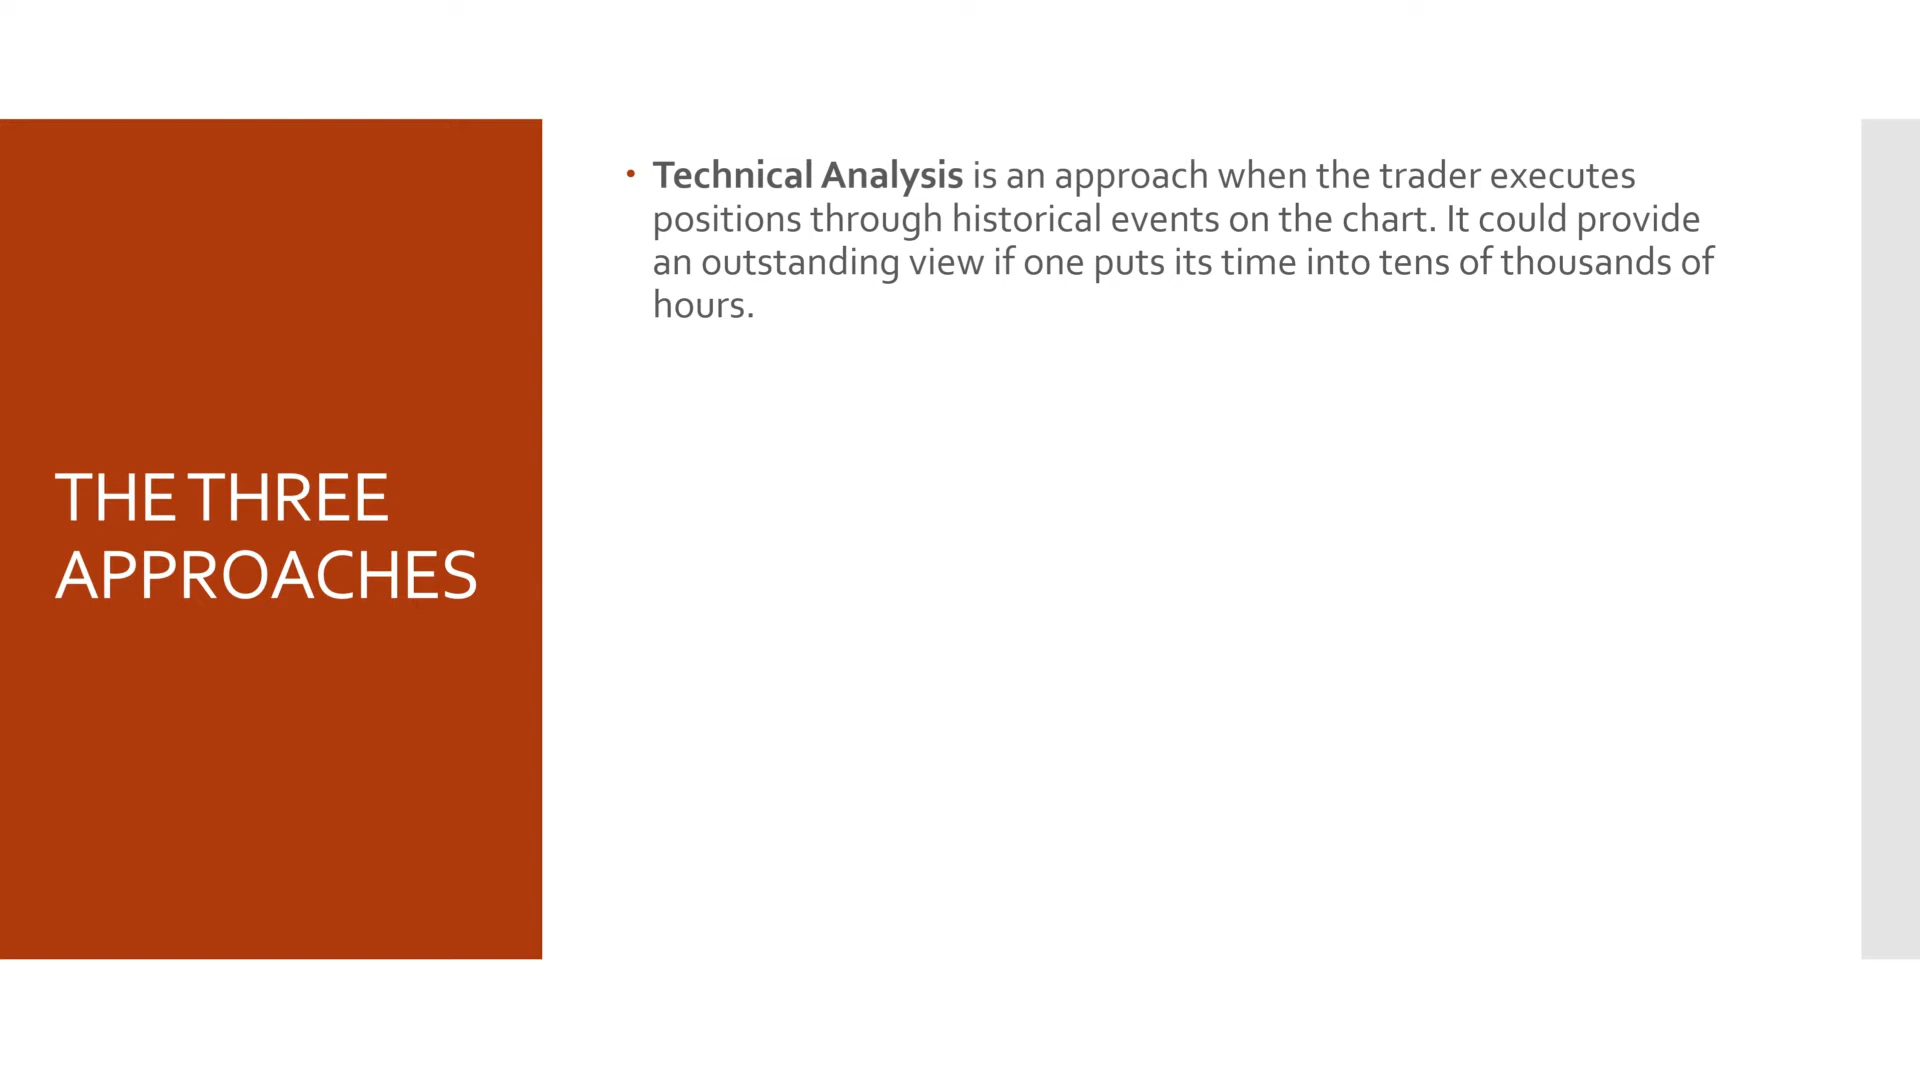 THE THREE
APPROACHES
• Technical Analysis is an approach when the trader executes
positions through historical events on the chart. It could provide
an outstanding view if one puts its time into tens of thousands of
hours.